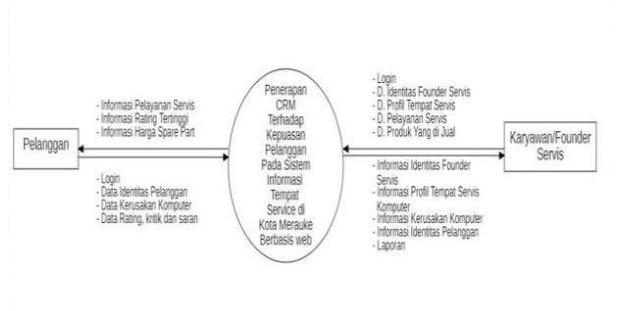 Pelanggan
- Informasi Pelayanan Servis
- Informasi Rating Tertinggi
- Informasi Harga Spare Part
- Login
- Data Identitas Pelanggan
- Data Kerusakan Komputer
- Data Rating, kritik dan saran
Penerapan
CRM
Terhadap
Kepuasan
Pelanggan
Pada Sistem
Informasi
Tempat
Service di
Kota Merauke
Berbasis web
- Login
- D. Identitas Founder Servis
- D. Profil Tempat Servis
- D. Pelayanan Servis
- D. Produk Yang di Jual
- Informasi Identitas Founder
Servis
- Informasi Profil Tempat Servis
Komputer
- Informasi Kerusakan Komputer
- Informasi Identitas Pelanggan
- Laporan
Karyawan/Founder
Servis